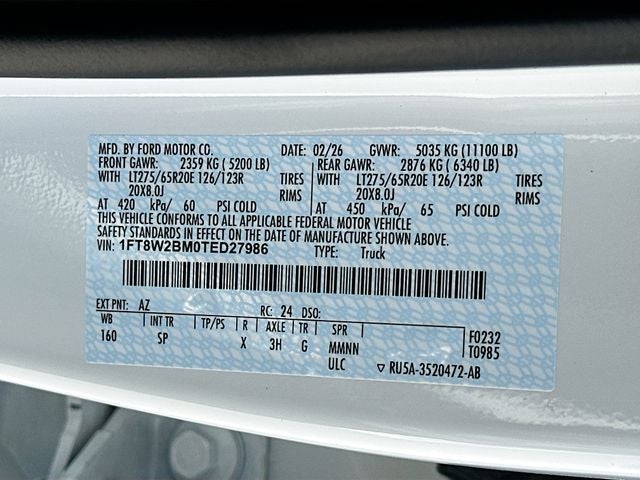 MFD. BY FORD MOTOR CO. DATE: 02/26 GVWR: 5035 KG (11100 LB)
FRONT GAWR: 2359 KG (5200 LB) REAR GAWR: 2876 KG (6340 LB)
WITH LT275/65R20E 126/123R TIRES WITH LT275/65R20E 126/123R TIRES
20X8.0J RIMS 20X8.0J RIMS
AT 420 kPa/ 60 PSI COLD AT 450 kPa/ 65 PSI COLD
THIS VEHICLE CONFORMS TO ALL APPLICABLE FEDERAL MOTOR VEHICLE
SAFETY STANDARDS IN EFFECT ON THE DATE OF MANUFACTURE SHOWN ABOVE.
VIN: 1FT8W2BM0TED27986 TYPE: Truck
EXT PNT: AZ RC: 24 DSO:
WB INT TR TP/PS R AXLE TR SPR F0232
160 SP X 3H G MMNN T0985
ULC ▽ RU5A-3520472-AB